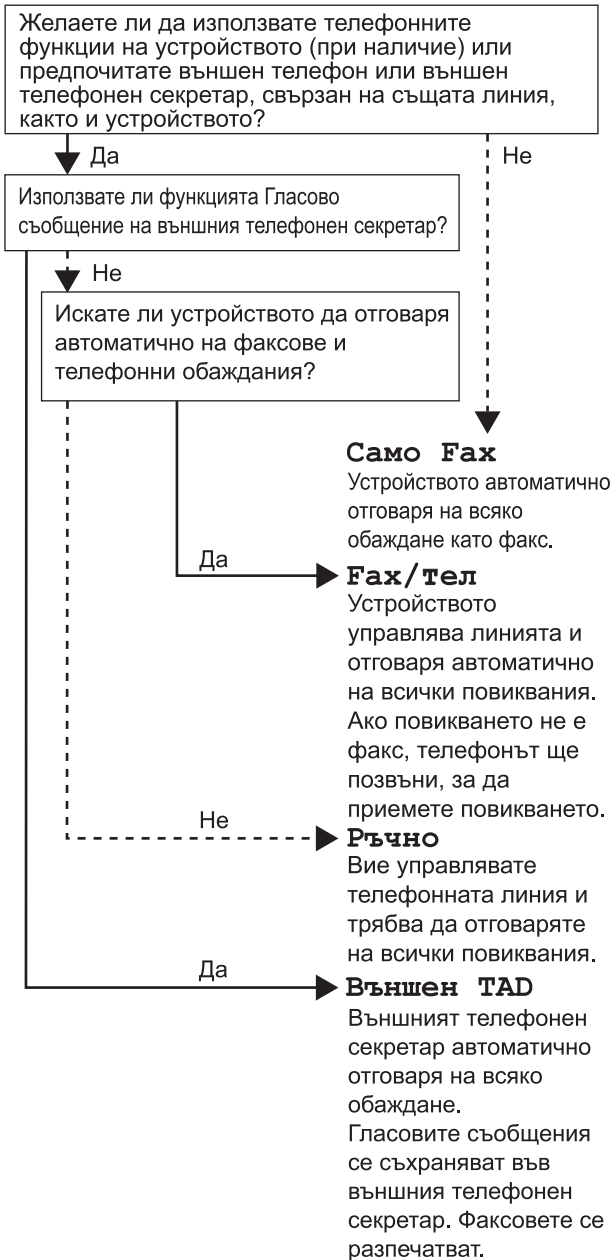 Желаете ли да използвате телефонните
функции на устройството (при наличие) или
предпочитате външен телефон или външен
телефонен секретар, свързан на същата линия,
както и устройството?
Да
Не
Използвате ли функцията Гласово
съобщение на външния телефонен секретар?
Не
Искате ли устройството да отговаря
автоматично на факсове и
телефонни обаждания?
Само Fax
Устройството автоматично
отговаря на всяко
обаждане като факс.
Да
Fax/Тел
Устройството
управлява линията и
отговаря автоматично
на всички повиквания.
Ако повикването не е
факс, телефонът ще
позвъни, за да
приемете повикването.
Не
Ръчно
Вие управлявате
телефонната линия и
трябва да отговаряте
на всички повиквания.
Да
Външен TAD
Външният телефонен
секретар автоматично
отговаря на всяко
обаждане.
Гласовите съобщения
се съхраняват във
външния телефонен
секретар. Факсовете се
разпечатват.